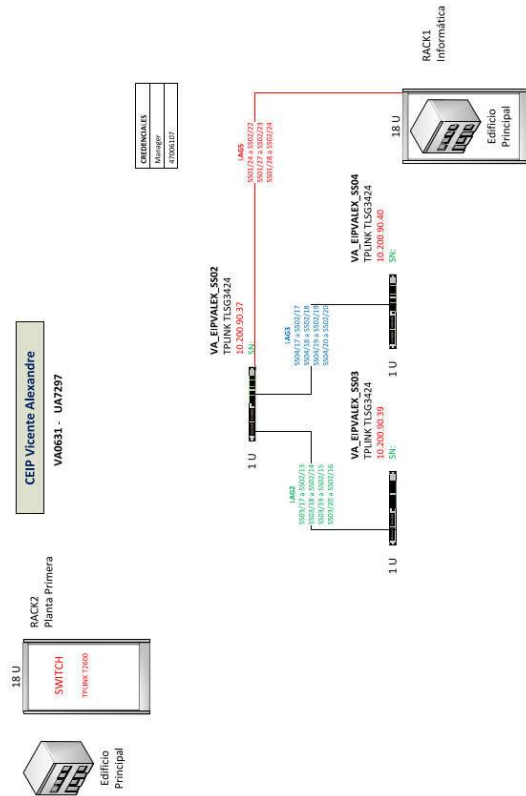 CEIP Vicente Alexandre
VA0631 - UA7297
CREDENCIALES
Manager
47006107
18 U
RACK2
Planta Primera
SWITCH
TPLINK T2600
Edificio
Principal
VA_EIPVALEX_SS02
TPLINK TLSG3424
10.200.90.37
SN:
1 U
LAG5
SS01/24 a SS02/22
SS01/27 a SS02/23
SS01/28 a SS02/24
LAG2
SS03/17 a SS02/13
SS03/18 a SS02/14
SS03/19 a SS02/15
SS03/20 a SS02/16
LAG3
SS04/17 a SS02/17
SS04/18 a SS02/18
SS04/19 a SS02/19
SS04/20 a SS02/20
VA_EIPVALEX_SS03
TPLINK TLSG3424
10.200.90.39
SN:
1 U
VA_EIPVALEX_SS04
TPLINK TLSG3424
10.200.90.40
SN:
1 U
18 U
RACK1
Informática
Edificio
Principal